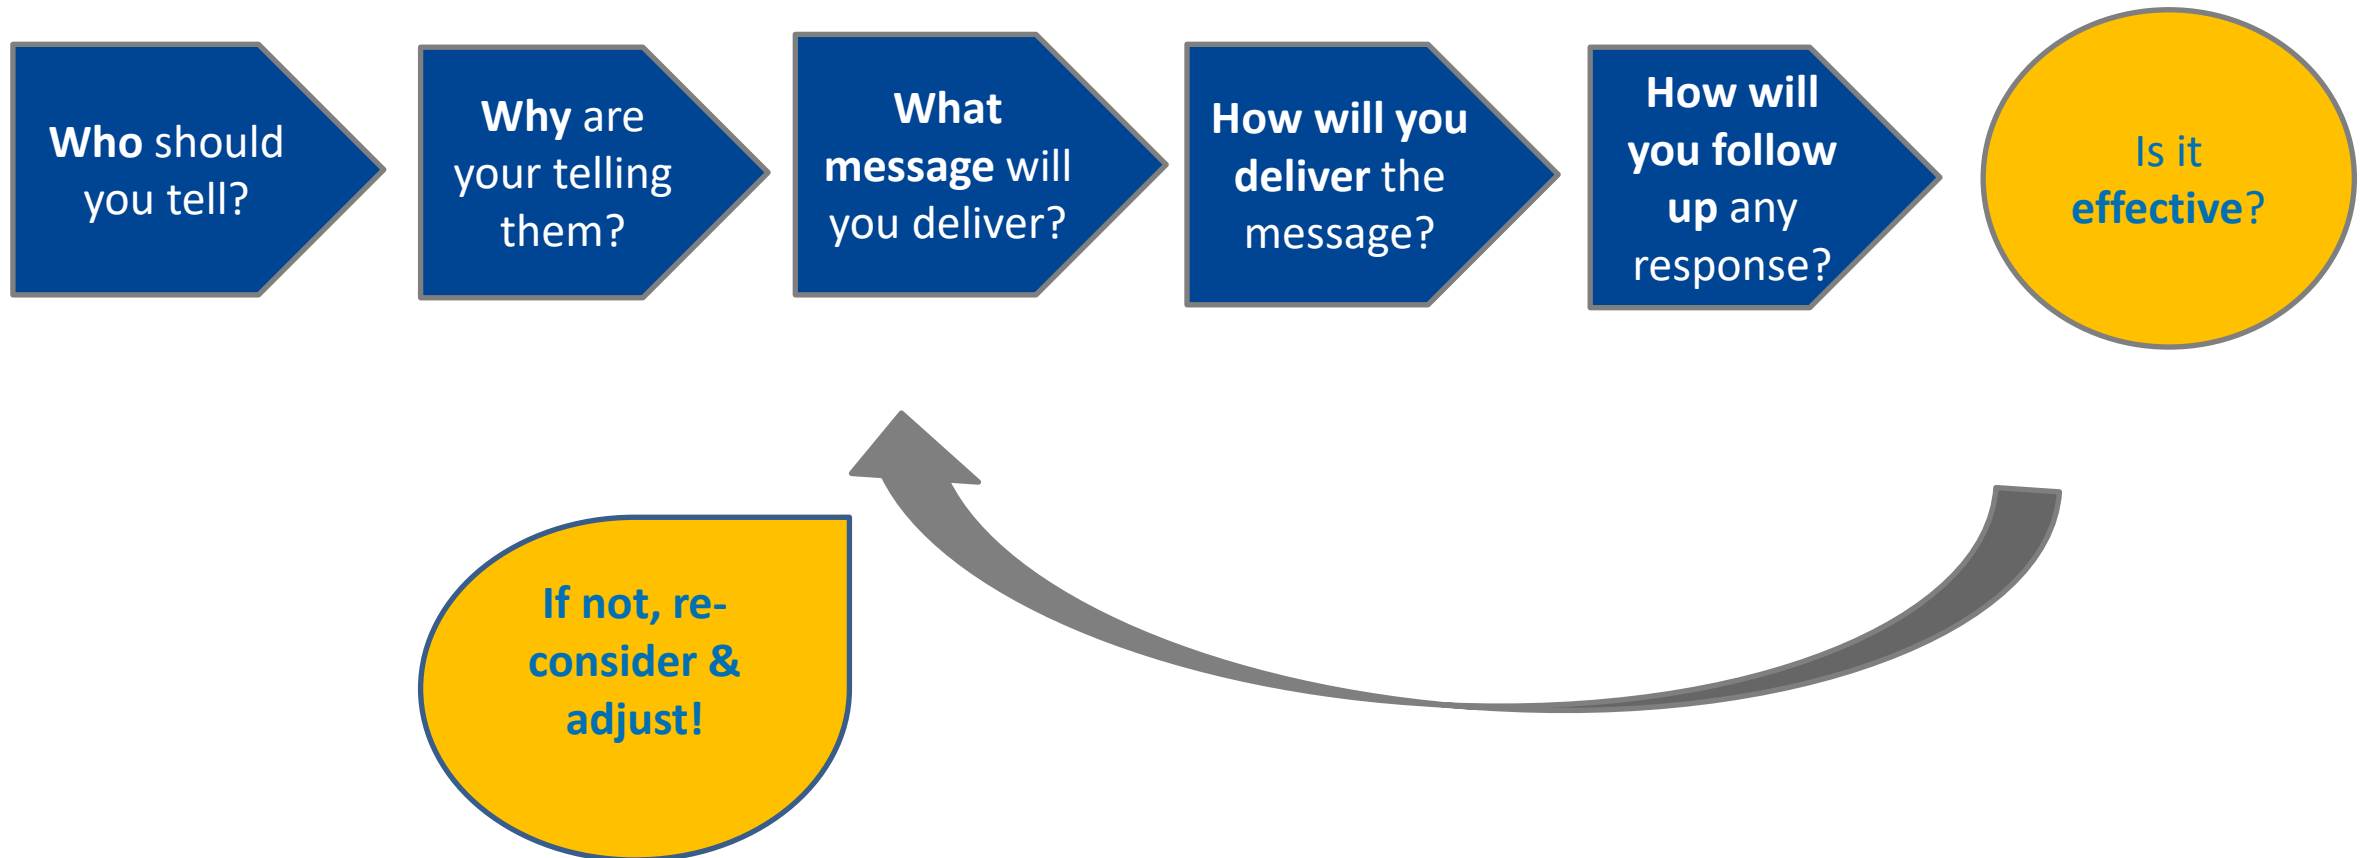 Who should
you tell?
Why are
your telling
them?
What
message will
you deliver?
How will you
deliver the
message?
How will
you follow
up any
response?
Is it
effective?
If not, re-
consider &
adjust!